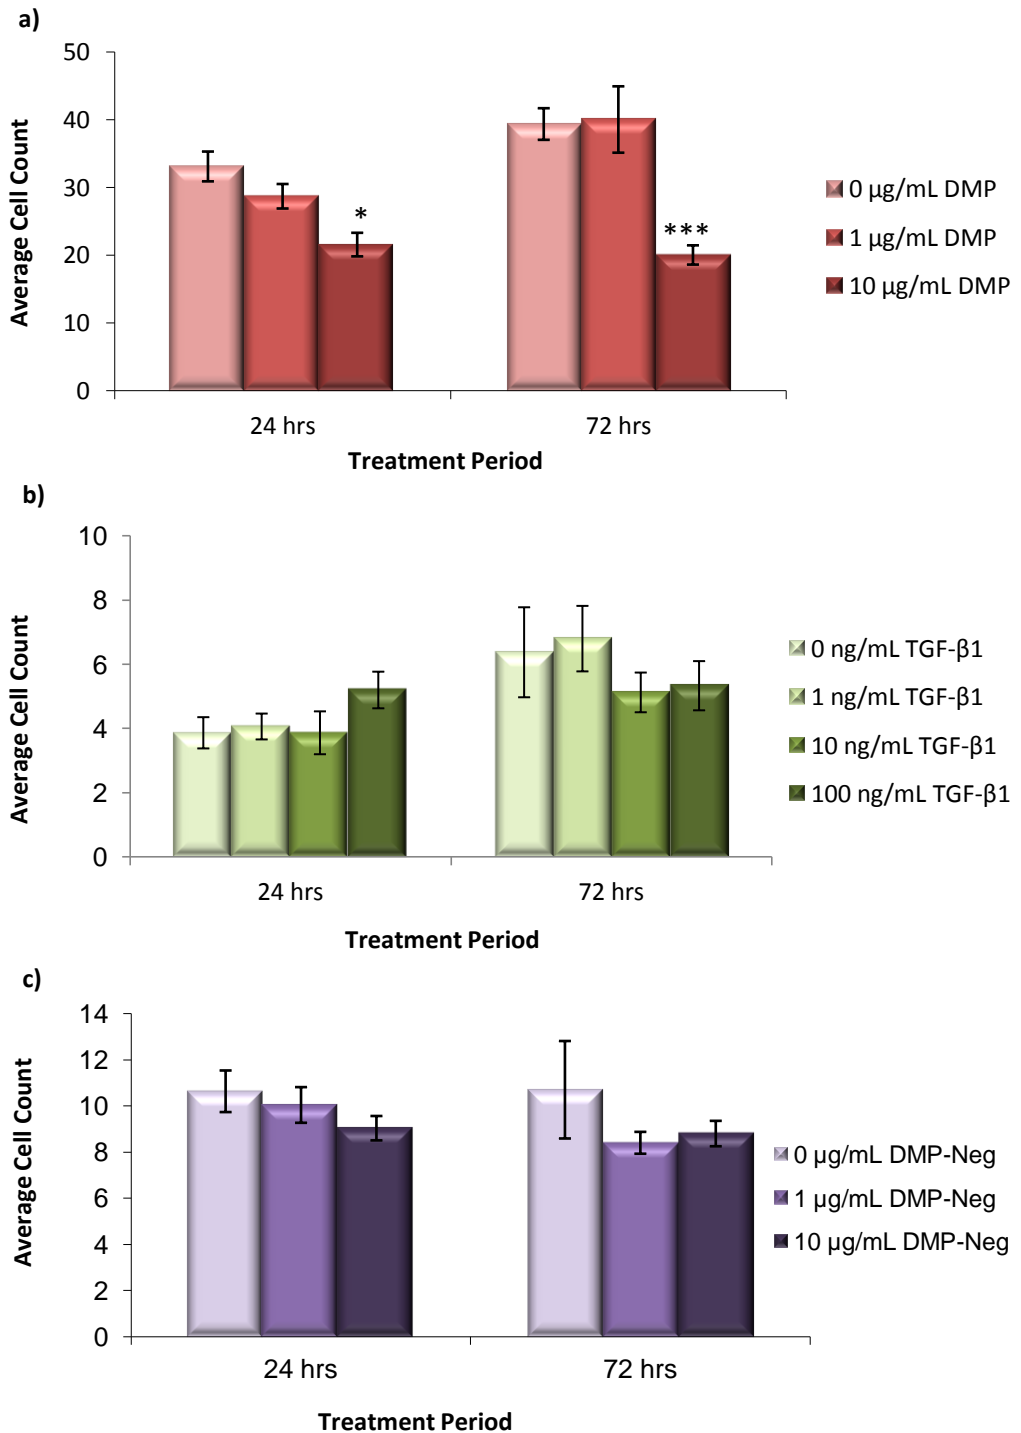 a)
50
40
30
20
10
0
Average Cell Count
*
***
24 hrs
72 hrs
Treatment Period
0 µg/mL DMP
1 µg/mL DMP
10 µg/mL DMP
b)
10
8
6
4
2
0
Average Cell Count
24 hrs
72 hrs
Treatment Period
0 ng/mL TGF-β1
1 ng/mL TGF-β1
10 ng/mL TGF-β1
100 ng/mL TGF-β1
c)
14
12
10
8
6
4
2
0
Average Cell Count
24 hrs
72 hrs
Treatment Period
0 µg/mL DMP-Neg
1 µg/mL DMP-Neg
10 µg/mL DMP-Neg